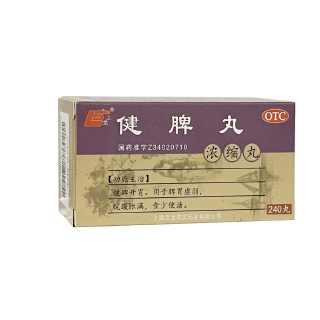 上龙
OTC
健脾丸
国药准字Z34020718
浓缩丸
【功能主治】
健脾开胃。用于脾胃虚弱，
脘腹胀满，食少便溏。
240丸